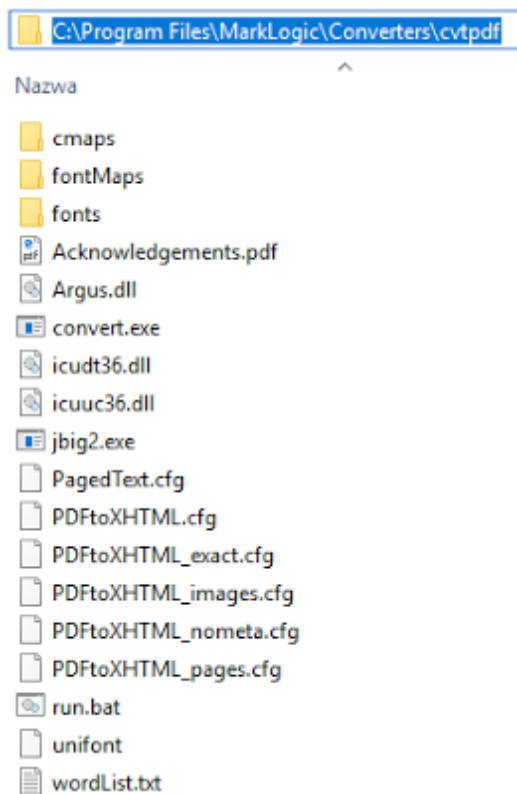 C:\Program Files\MarkLogic\Converters\cvtpdf
Nazwa
cmaps
fontMaps
fonts
Acknowledgements.pdf
Argus.dll
convert.exe
icudt36.dll
icuuc36.dll
jbig2.exe
PagedText.cfg
PDFtoXHTML.cfg
PDFtoXHTML_exact.cfg
PDFtoXHTML_images.cfg
PDFtoXHTML_nometa.cfg
PDFtoXHTML_pages.cfg
run.bat
unifont
wordList.txt